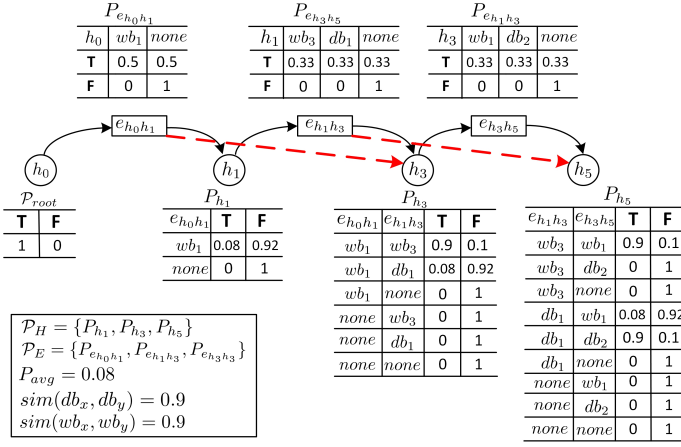 P_{e_{h_0h_1}} P_{e_{h_3h_5}} P_{e_{h_1h_3}}
h_0 wb_1 none h_1 wb_3 db_1 none h_3 wb_1 db_2 none
T 0.5 0.5 T 0.33 0.33 0.33 T 0.33 0.33 0.33
F 0 1 F 0 0 1 F 0 0 1
e_{h_0h_1} e_{h_1h_3} e_{h_3h_5}
h_0 h_1 h_3 h_5
P_{root}
T F
1 0
P_{h_1}
e_{h_0h_1} T F
wb_1 0.08 0.92
none 0 1
P_{h_3}
e_{h_0h_1} e_{h_1h_3} T F
wb_1 wb_3 0.9 0.1
wb_1 db_1 0.08 0.92
wb_1 none 0 1
none wb_3 0 1
none db_1 0 1
none none 0 1
P_{h_5}
e_{h_1h_3} e_{h_3h_5} T F
wb_3 wb_1 0.9 0.1
wb_3 db_2 0 1
wb_3 none 0 1
db_1 wb_1 0.08 0.92
db_1 db_2 0.9 0.1
db_1 none 0 1
none wb_1 0 1
none db_2 0 1
none none 0 1
P_H = {P_{h_1}, P_{h_3}, P_{h_5}}
P_E = {P_{e_{h_0h_1}}, P_{e_{h_1h_3}}, P_{e_{h_3h_3}}}
P_{avg} = 0.08
sim(db_x, db_y) = 0.9
sim(wb_x, wb_y) = 0.9